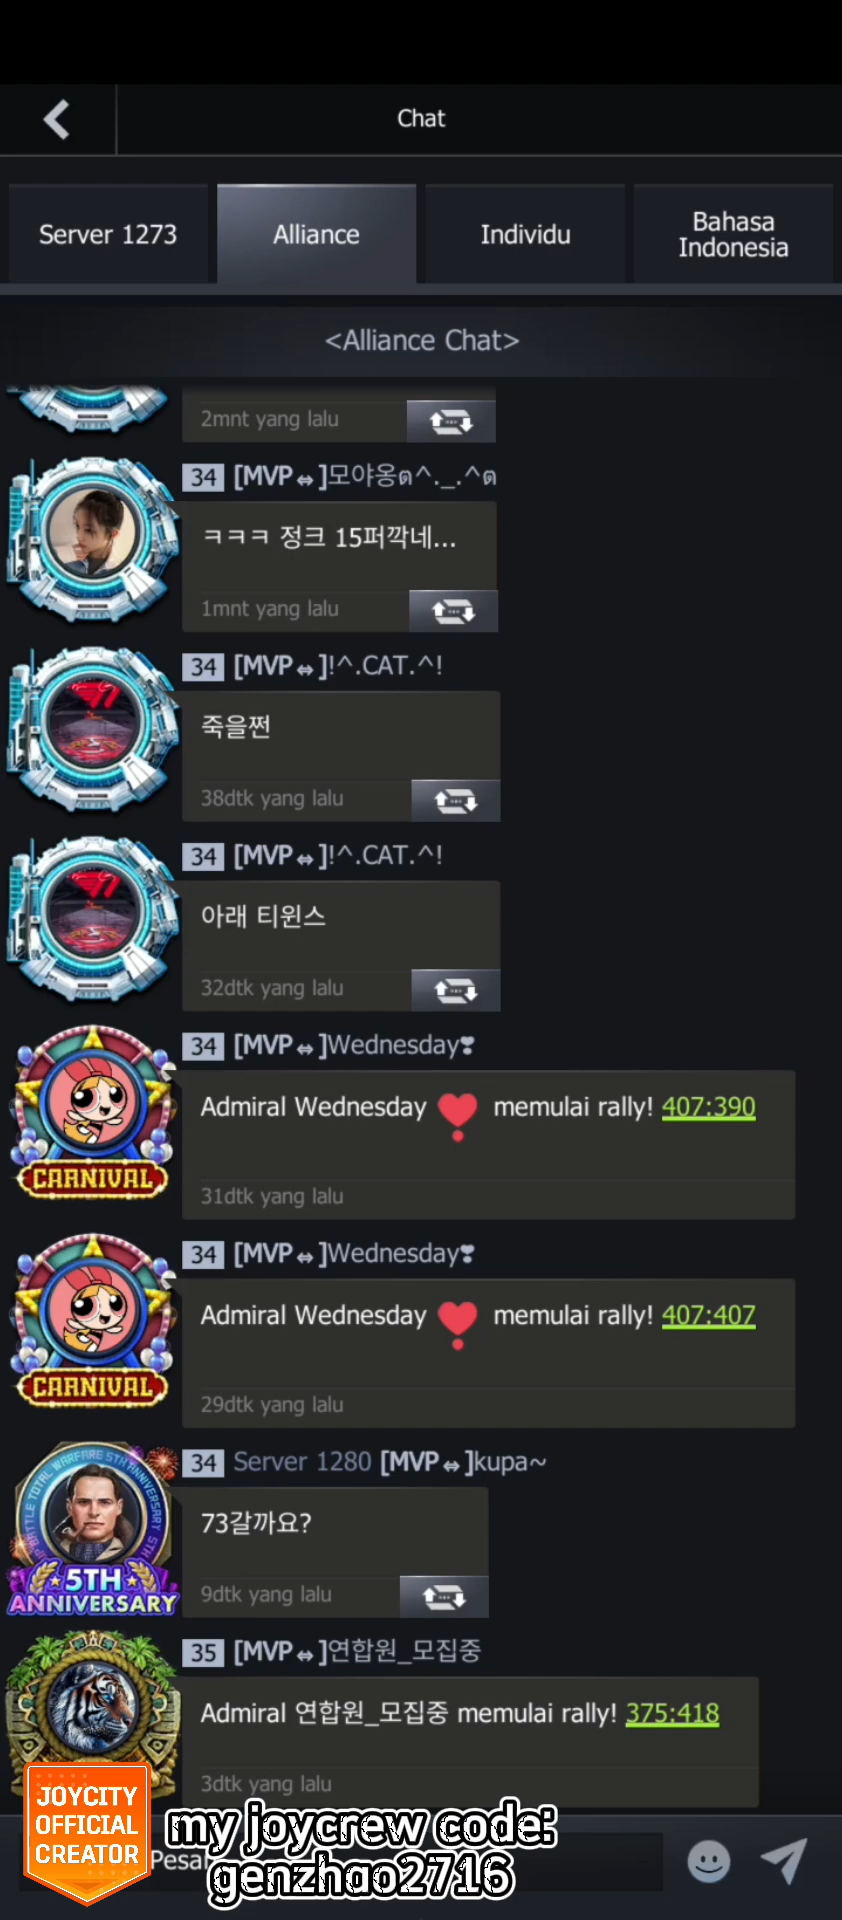 Chat
Server 1273
Alliance
Individu
Bahasa
Indonesia
<Alliance Chat>
2mnt yang lalu
34 [MVP⇔]모야옹ฅ^._.^ฅ
ㅋㅋㅋ 정크 15퍼깍네...
1mnt yang lalu
34 [MVP⇔]!^.CAT.^!
죽을쩐
38dtk yang lalu
34 [MVP⇔]!^.CAT.^!
아래 티윈스
32dtk yang lalu
34 [MVP⇔]Wednesday❣
Admiral Wednesday ❣ memulai rally! 407:390
CARNIVAL
31dtk yang lalu
34 [MVP⇔]Wednesday❣
Admiral Wednesday ❣ memulai rally! 407:407
CARNIVAL
29dtk yang lalu
34 Server 1280 [MVP⇔]kupa~
73갈까요?
5TH
ANNIVERSARY
9dtk yang lalu
35 [MVP⇔]연합원_모집중
Admiral 연합원_모집중 memulai rally! 375:418
3dtk yang lalu
JOYCITY
OFFICIAL
CREATOR
my joycrew code:
genzhao2716